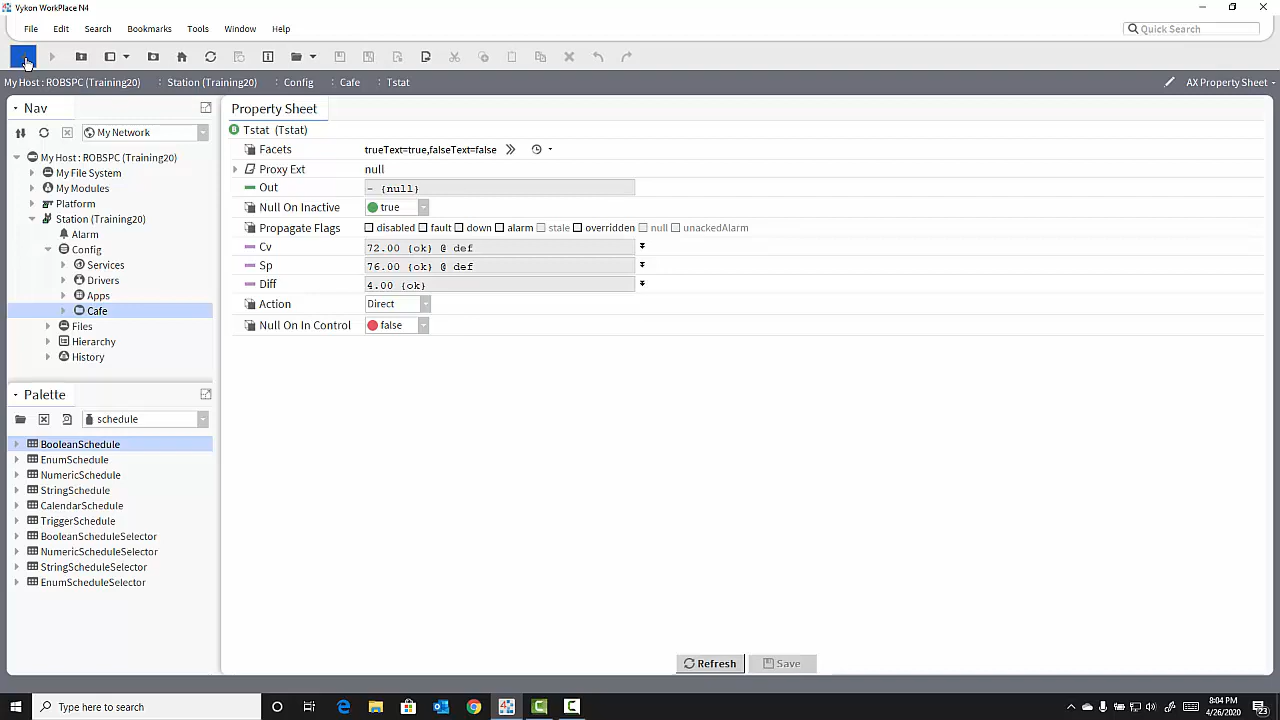 Vykon WorkPlace N4
File Edit Search Bookmarks Tools Window Help
Quick Search
My Host : ROBSPC (Training20) : Station (Training20) : Config : Cafe : Tstat
AX Property Sheet
Nav
My Network
My Host : ROBSPC (Training20)
My File System
My Modules
Platform
Station (Training20)
Alarm
Config
Services
Drivers
Apps
Cafe
Files
Hierarchy
History
Palette
schedule
BooleanSchedule
EnumSchedule
NumericSchedule
StringSchedule
CalendarSchedule
TriggerSchedule
BooleanScheduleSelector
NumericScheduleSelector
StringScheduleSelector
EnumScheduleSelector
Property Sheet
Tstat (Tstat)
Facets trueText=true,falseText=false
Proxy Ext null
Out - {null}
Null On Inactive true
Propagate Flags disabled fault down alarm stale overridden null unackedAlarm
Cv 72.00 {ok} @ def
Sp 76.00 {ok} @ def
Diff 4.00 {ok}
Action Direct
Null On In Control false
Refresh Save
Type here to search
8:04 PM
4/26/2020